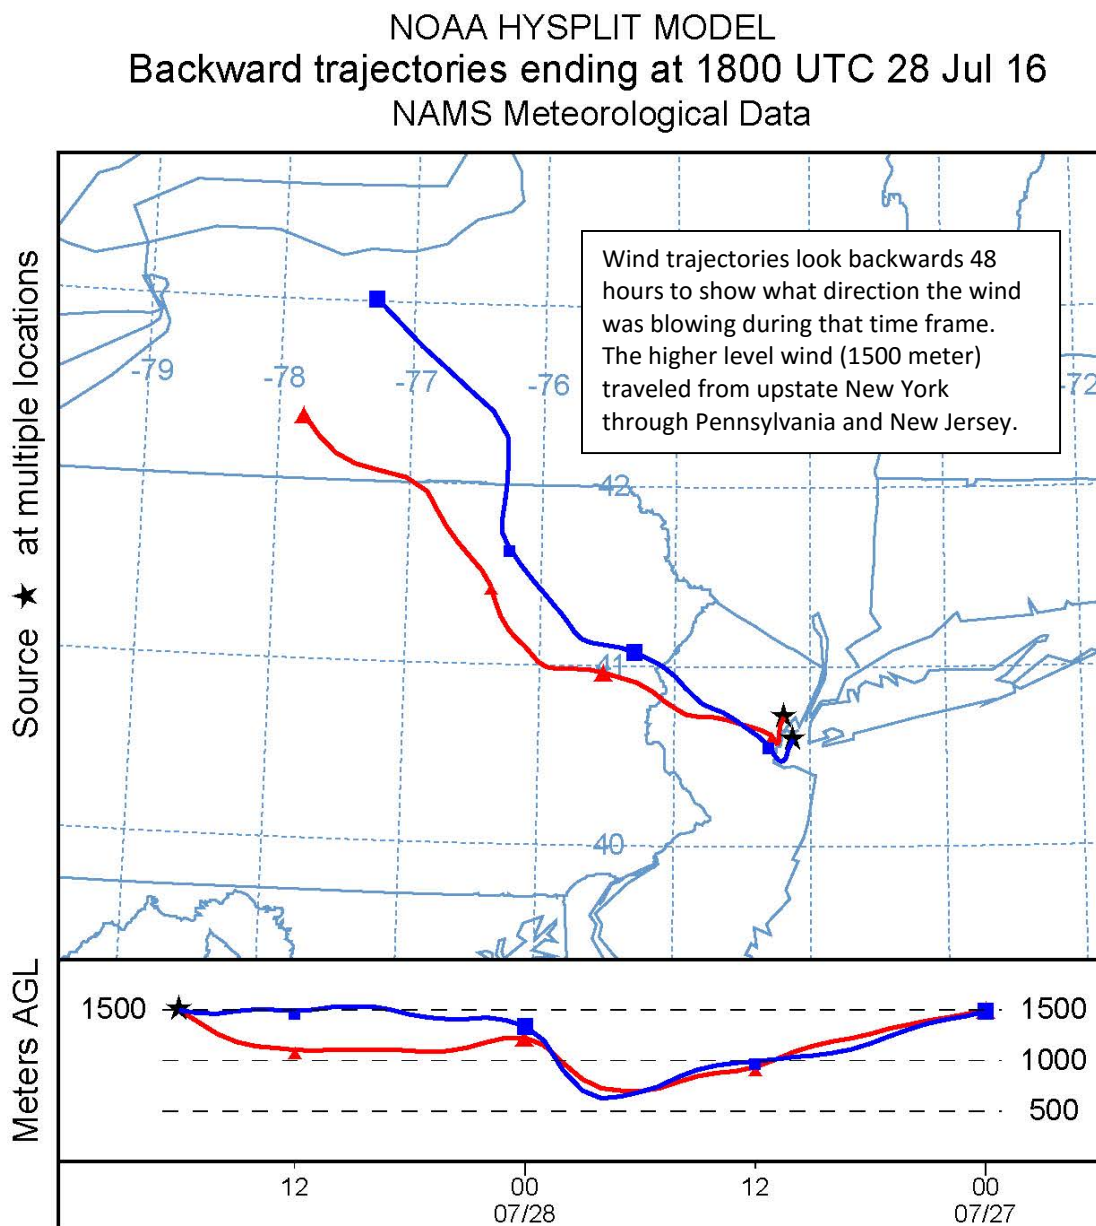 NOAA HYSPLIT MODEL
Backward trajectories ending at 1800 UTC 28 Jul 16
NAMS Meteorological Data
Source ★ at multiple locations
Wind trajectories look backwards 48
hours to show what direction the wind
was blowing during that time frame.
The higher level wind (1500 meter)
traveled from upstate New York
through Pennsylvania and New Jersey.
-79
-78
-77
-76
-72
42
41
40
Meters AGL
1500
1500
1000
500
12
00
12
00
07/28
07/27